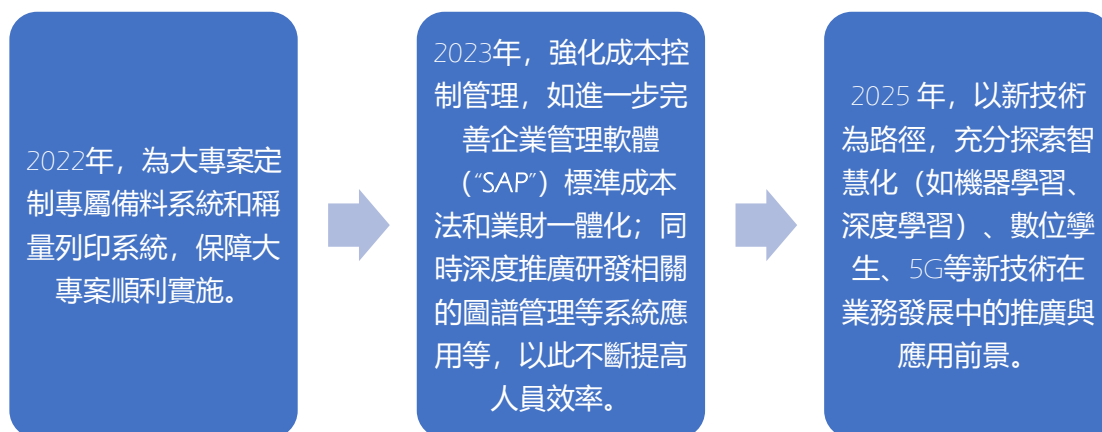 2022年，為大專案定
制專屬備料系統和稱
量列印系統，保障大
專案順利實施。
2023年，強化成本控
制管理，如進一步完
善企業管理軟體
（“SAP”）標準成本
法和業財一體化；同
時深度推廣研發相關
的圖譜管理等系統應
用等，以此不斷提高
人員效率。
2025 年，以新技術
為路徑，充分探索智
慧化（如機器學習、
深度學習）、數位孿
生、5G等新技術在
業務發展中的推廣與
應用前景。